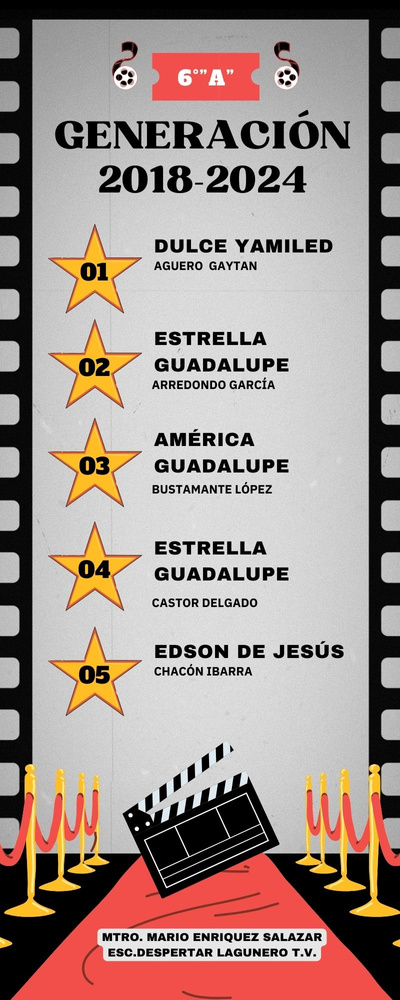 6°"A"
GENERACIÓN
2018-2024
01
DULCE YAMILED
AGUERO GAYTAN
02
ESTRELLA
GUADALUPE
ARREDONDO GARCÍA
03
AMÉRICA
GUADALUPE
BUSTAMANTE LÓPEZ
04
ESTRELLA
GUADALUPE
CASTOR DELGADO
05
EDSON DE JESÚS
CHACÓN IBARRA
MTRO. MARIO ENRIQUEZ SALAZAR
ESC.DESPERTAR LAGUNERO T.V.